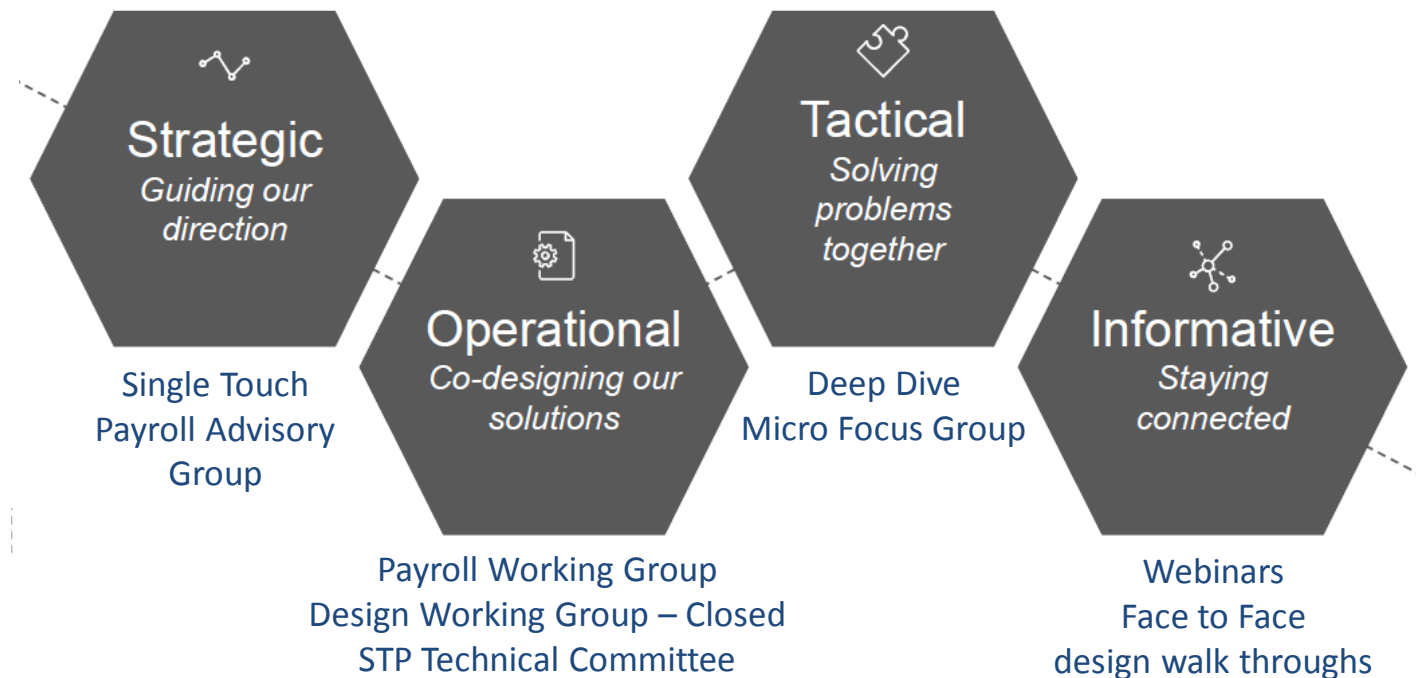 Strategic
Guiding our
direction
Single Touch
Payroll Advisory
Group
Operational
Co-designing our
solutions
Payroll Working Group
Design Working Group – Closed
STP Technical Committee
Tactical
Solving
problems
together
Deep Dive
Micro Focus Group
Informative
Staying
connected
Webinars
Face to Face
design walk throughs